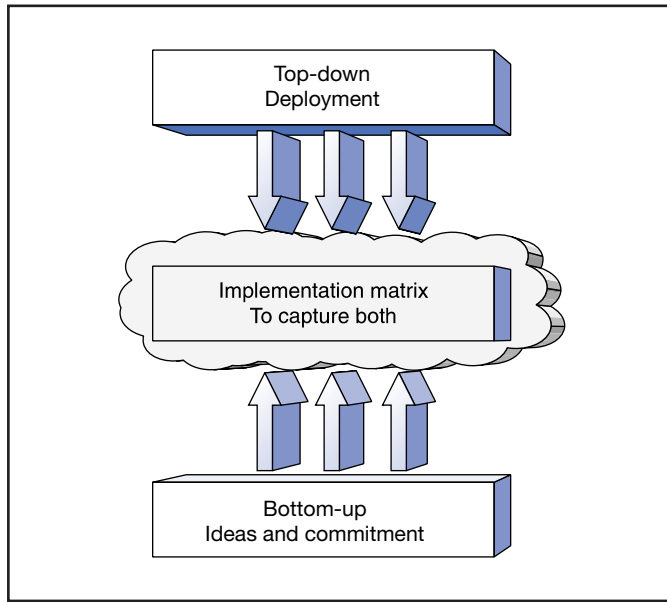 Top-down
Deployment
Implementation matrix
To capture both
Bottom-up
Ideas and commitment